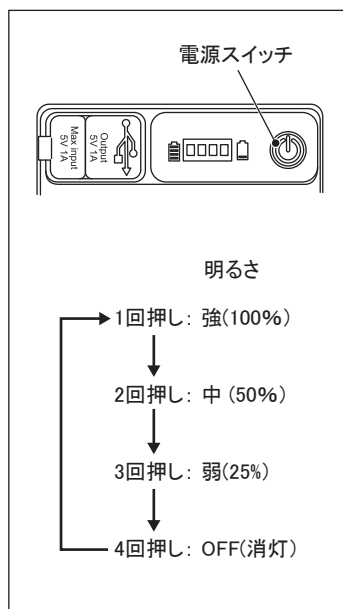 電源スイッチ
Max input
5V 1A
Output
5V 1A
明るさ
1回押し: 強(100%)
2回押し: 中 (50%)
3回押し: 弱(25%)
4回押し: OFF(消灯)